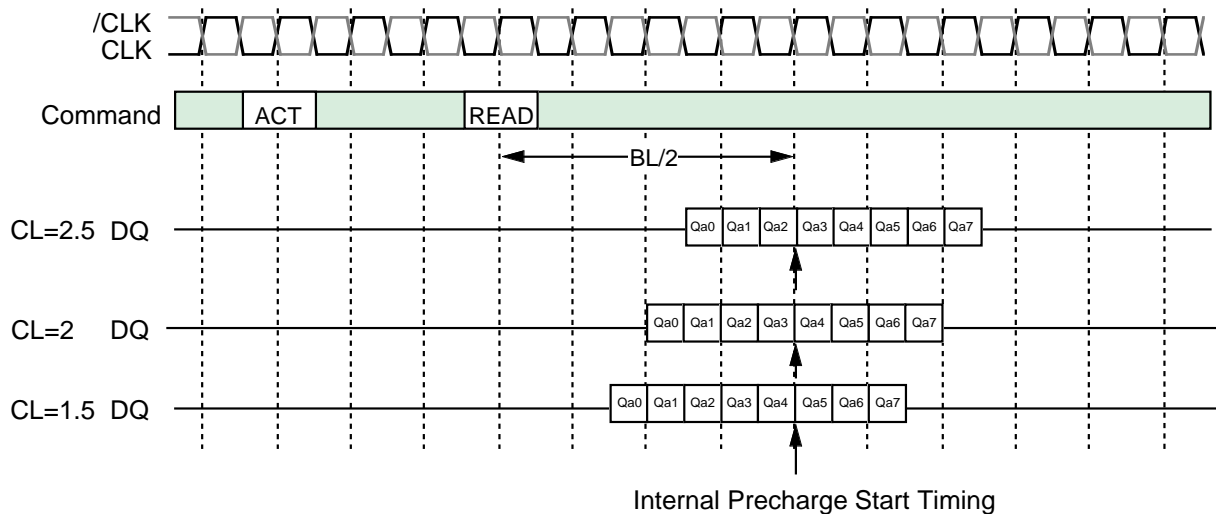 /CLK
CLK
Command ACT READ
BL/2
CL=2.5 DQ Qa0 Qa1 Qa2 Qa3 Qa4 Qa5 Qa6 Qa7
CL=2 DQ Qa0 Qa1 Qa2 Qa3 Qa4 Qa5 Qa6 Qa7
CL=1.5 DQ Qa0 Qa1 Qa2 Qa3 Qa4 Qa5 Qa6 Qa7
Internal Precharge Start Timing